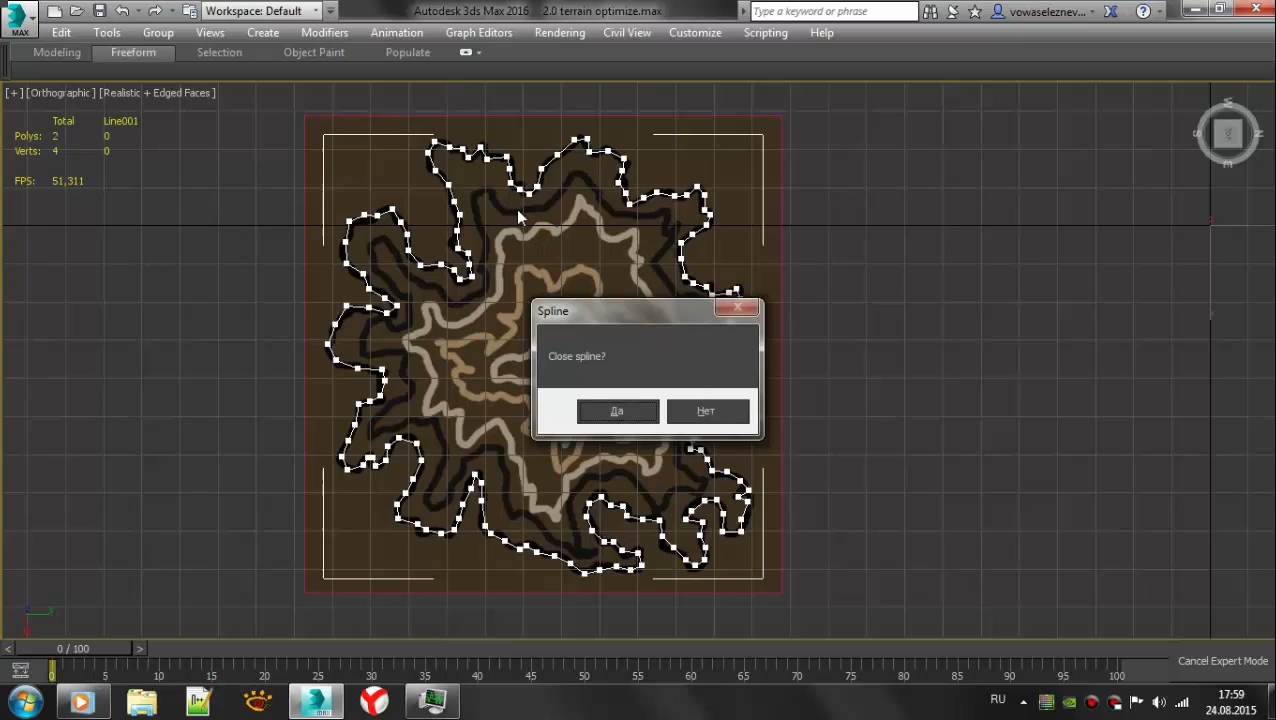 Workspace: Default
Autodesk 3ds Max 2016
2.0 terrain optimize.max
Type a keyword or phrase
vowaseleznev...
MAX
Edit Tools Group Views Create Modifiers Animation Graph Editors Rendering Civil View Customize Scripting Help
Modeling Freeform Selection Object Paint Populate
[+] [Orthographic] [Realistic + Edged Faces]
Total Line001
Polys: 2 0
Verts: 4 0
FPS: 51,311
Spline
Close spline?
Да Нет
0 / 100
0 5 10 15 20 25 30 35 40 45 50 55 60 65 70 75 80 85 90 95 100
Cancel Expert Mode
RU
17:59
24.08.2015